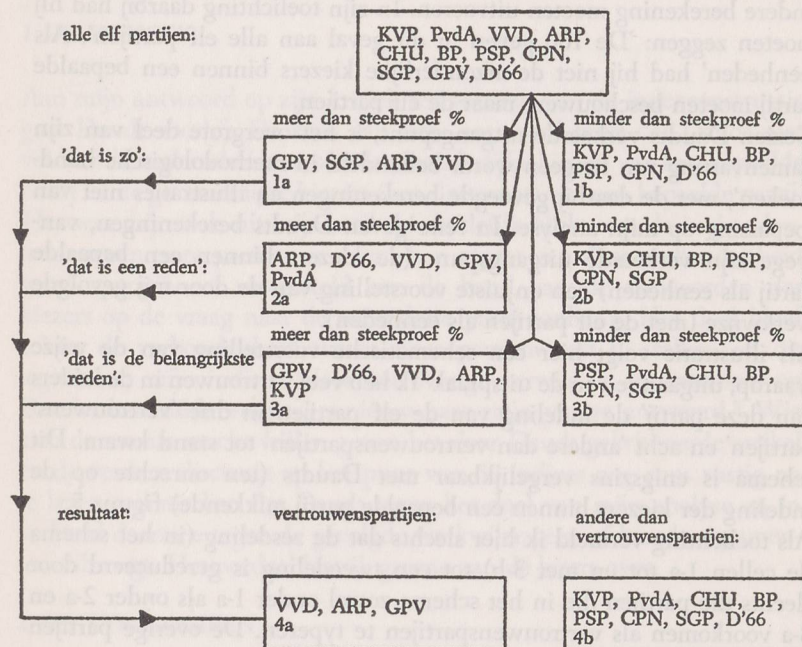 alle elf partijen:
KVP, PvdA, VVD, ARP,
CHU, BP, PSP, CPN,
SGP, GPV, D'66
meer dan steekproef %
minder dan steekproef %
'dat is zo':
GPV, SGP, ARP, VVD
1a
KVP, PvdA, CHU, BP,
PSP, CPN, D'66
1b
meer dan steekproef %
minder dan steekproef %
'dat is een reden':
ARP, D'66, VVD, GPV,
PvdA
2a
KVP, CHU, BP, PSP,
CPN, SGP
2b
meer dan steekproef %
minder dan steekproef %
'dat is de belangrijkste
reden':
GPV, D'66, VVD, ARP,
KVP
3a
PSP, PvdA, CHU, BP,
CPN, SGP
3b
resultaat:
vertrouwenspartijen:
andere dan
vertrouwenspartijen:
VVD, ARP, GPV
4a
KVP, PvdA, CHU, BP,
PSP, CPN, SGP, D'66
4b